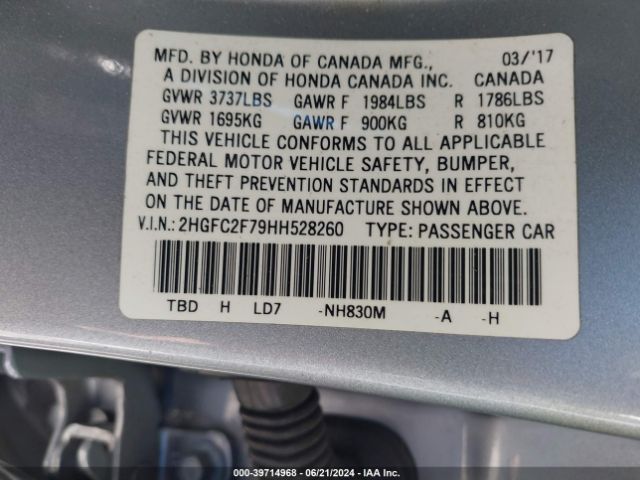 MFD. BY HONDA OF CANADA MFG., 03/'17
A DIVISION OF HONDA CANADA INC. CANADA
GVWR 3737LBS GAWR F 1984LBS R 1786LBS
GVWR 1695KG GAWR F 900KG R 810KG
THIS VEHICLE CONFORMS TO ALL APPLICABLE
FEDERAL MOTOR VEHICLE SAFETY, BUMPER,
AND THEFT PREVENTION STANDARDS IN EFFECT
ON THE DATE OF MANUFACTURE SHOWN ABOVE.
V.I.N.: 2HGFC2F79HH528260 TYPE: PASSENGER CAR
TBD H LD7 -NH830M -A -H
000-39714968 - 06/21/2024 - IAA Inc.